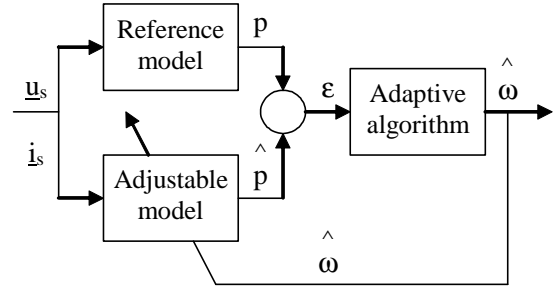 Reference
model
p
u̲s
i̲s
ε
Adaptive
algorithm
^
ω
Adjustable
model
^
p
^
ω